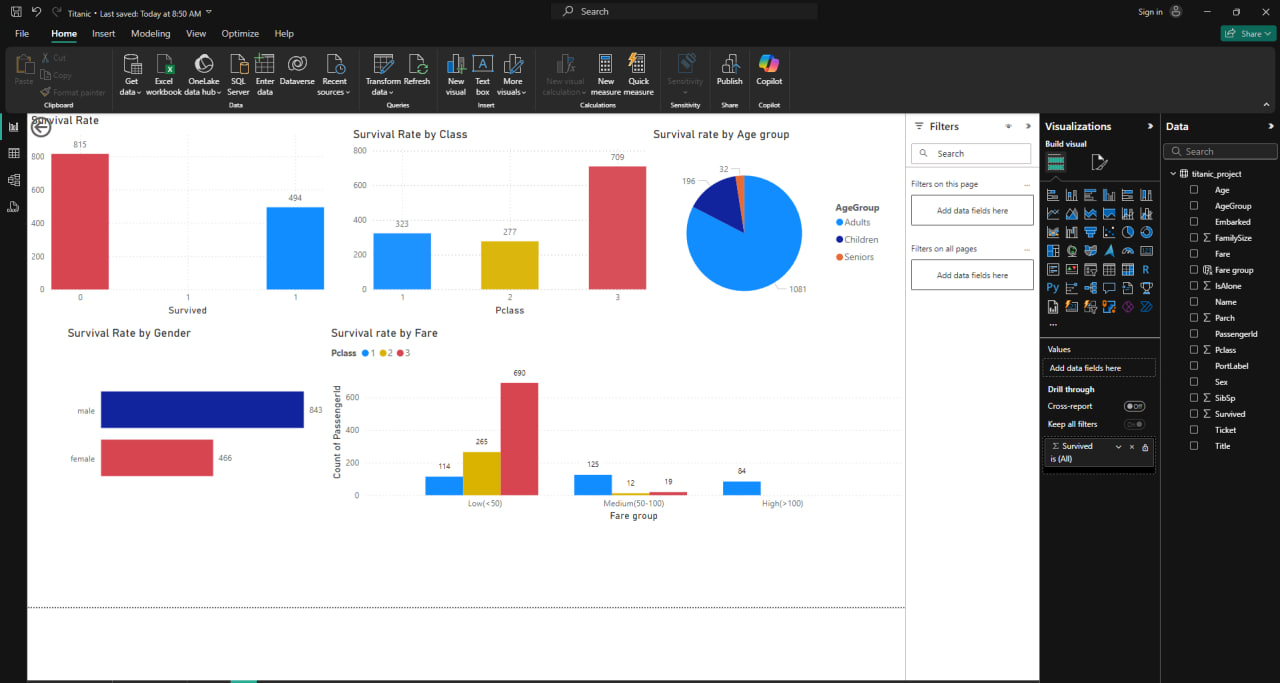 Titanic • Last saved: Today at 8:50 AM
Search
Sign in
File Home Insert Modeling View Optimize Help
Share
Paste
Cut
Copy
Format painter
Clipboard
Get data
Excel workbook
OneLake data hub
SQL Server
Enter data
Dataverse
Recent sources
Data
Transform data
Refresh
Queries
New visual
Text box
More visuals
Insert
New visual calculation
New measure
Quick measure
Calculations
Sensitivity
Sensitivity
Publish
Share
Copilot
Copilot
Survival Rate
815
494
800
600
400
200
0
0 1 1
Survived
Survival Rate by Class
800
600
400
200
0
323
277
709
1 2 3
Pclass
Survival rate by Age group
32
196
1081
AgeGroup
Adults
Children
Seniors
Survival Rate by Gender
male 843
female 466
Survival rate by Fare
Pclass 1 2 3
Count of PassengerId
600
400
200
0
114
265
690
125
12
19
84
Low(<50) Medium(50-100) High(>100)
Fare group
Filters
Search
Filters on this page ...
Add data fields here
Filters on all pages ...
Add data fields here
Visualizations
Build visual
R
Py
...
Values
Add data fields here
Drill through
Cross-report Off
Keep all filters On
Survived
is (All)
Data
Search
titanic_project
Age
AgeGroup
Embarked
FamilySize
Fare
Fare group
IsAlone
Name
Parch
PassengerId
Pclass
PortLabel
Sex
SibSp
Survived
Ticket
Title